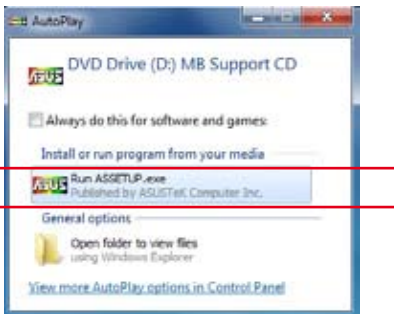 AutoPlay
DVD Drive (D:) MB Support CD
Always do this for software and games:
Install or run program from your media
Run ASSETUP.exe
Published by ASUSTeK Computer Inc.
General options
Open folder to view files
using Windows Explorer
View more AutoPlay options in Control Panel